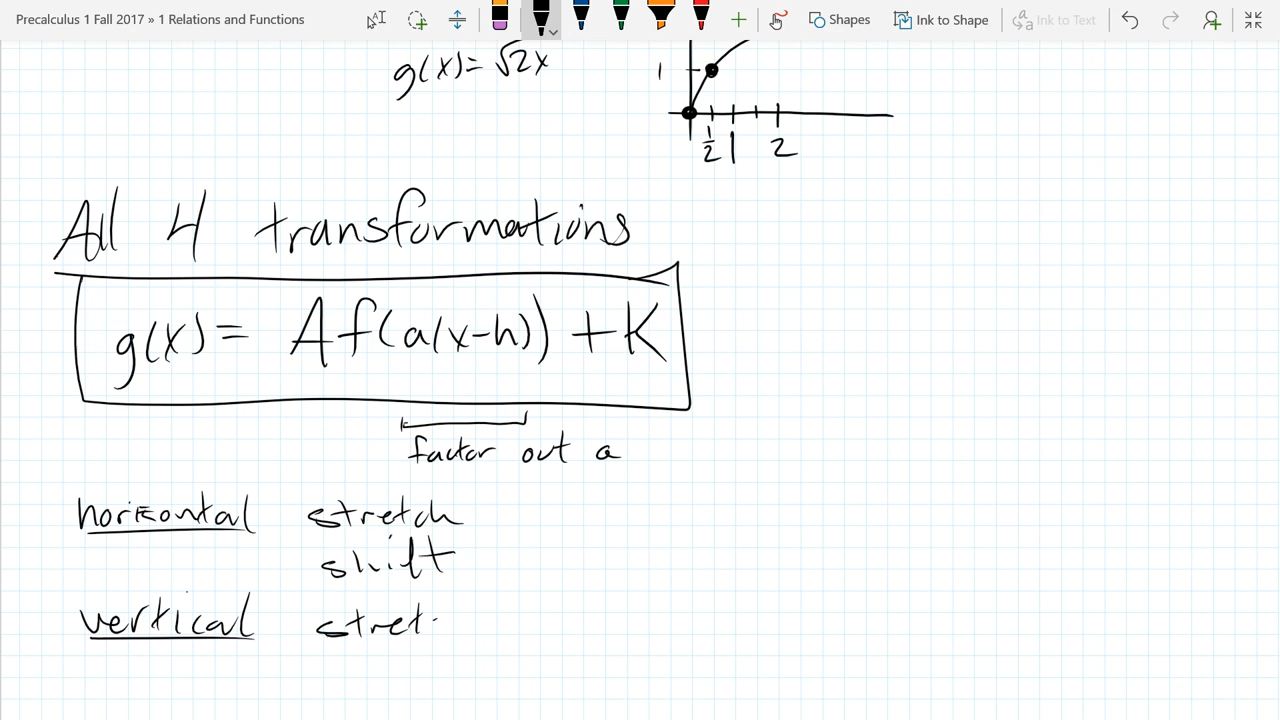 Precalculus 1 Fall 2017 » 1 Relations and Functions
Shapes
Ink to Shape
Ink to Text
g(x)= √2x
1
1/2 1 2
All 4 transformations
g(x)= Af(a(x-h))+K
factor out a
horizontal stretch
shift
vertical stret